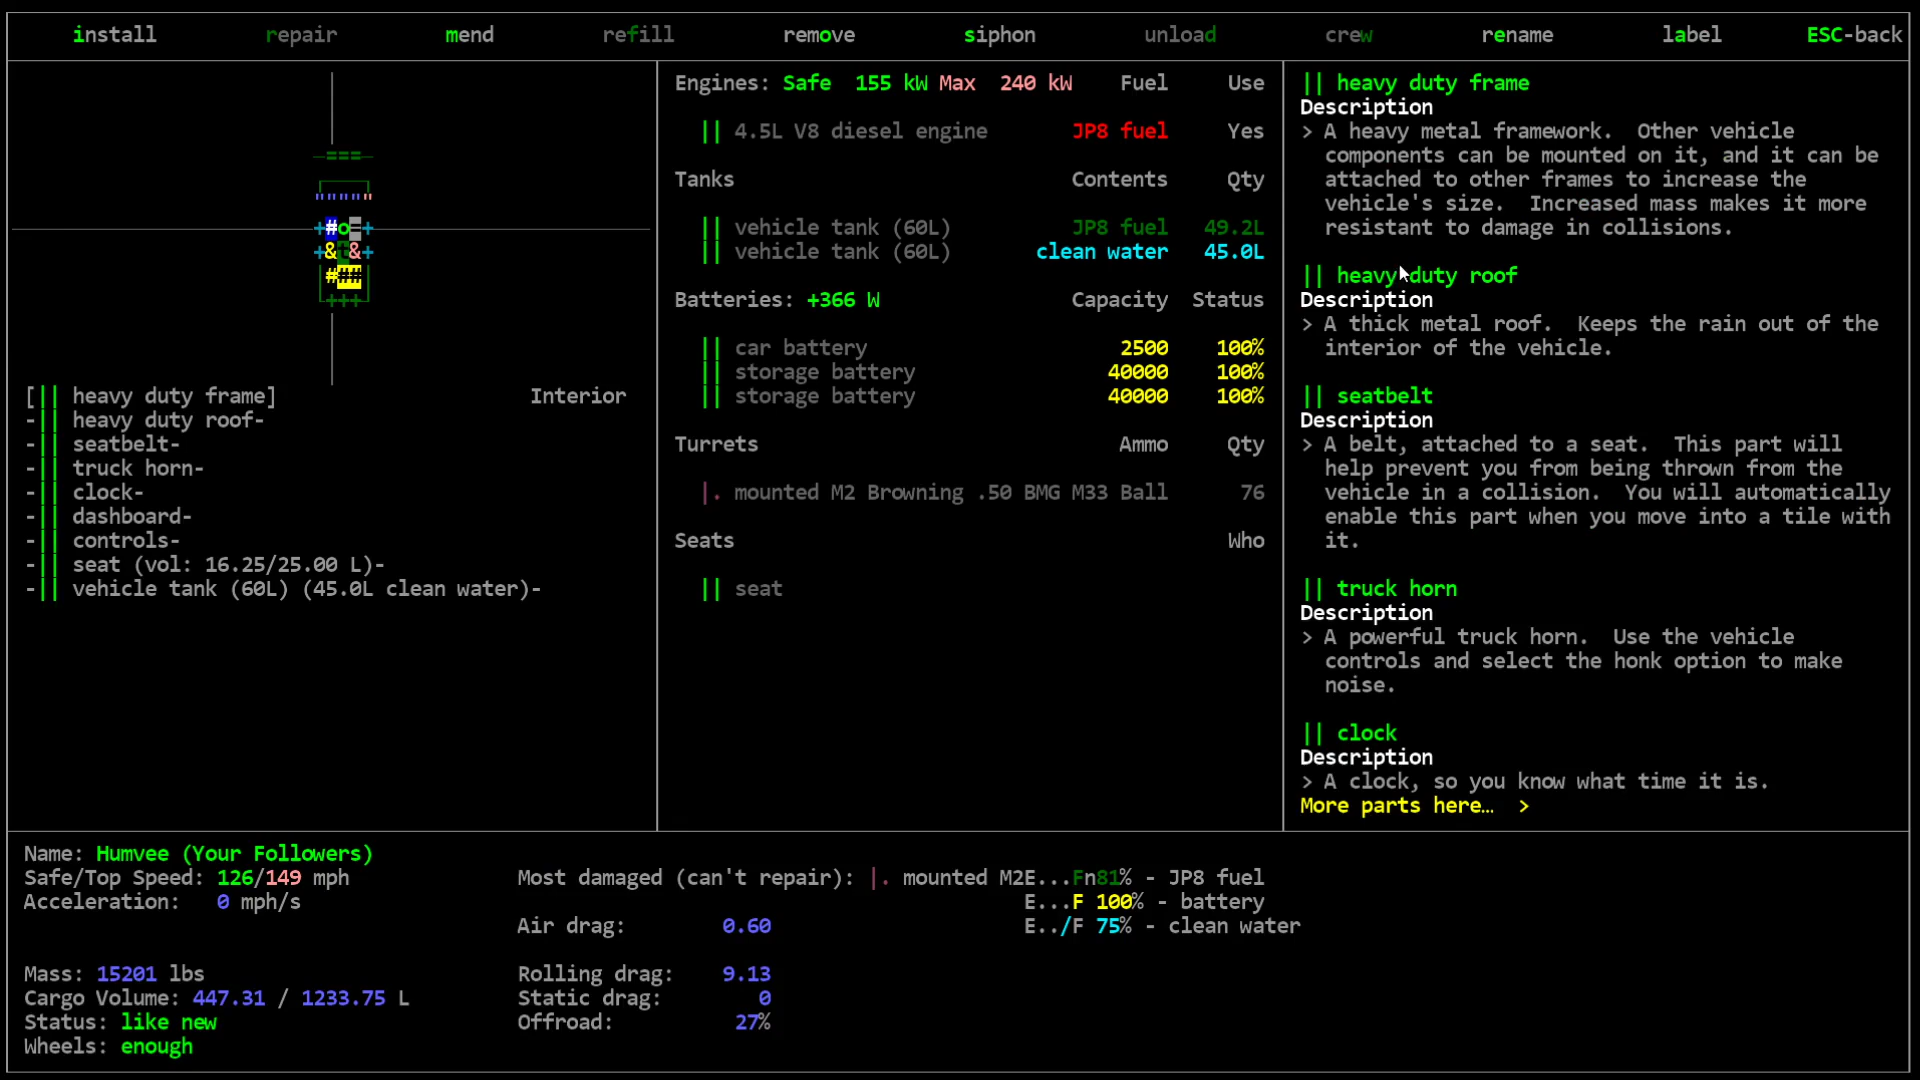 install repair mend refill remove siphon unload crew rename label ESC-back
Engines: Safe 155 kW Max 240 kW Fuel Use
|| 4.5L V8 diesel engine JP8 fuel Yes
Tanks Contents Qty
|| vehicle tank (60L) JP8 fuel 49.2L
|| vehicle tank (60L) clean water 45.0L
Batteries: +366 W Capacity Status
|| car battery 2500 100%
|| storage battery 40000 100%
|| storage battery 40000 100%
Turrets Ammo Qty
|. mounted M2 Browning .50 BMG M33 Ball 76
Seats Who
|| seat
[|| heavy duty frame] Interior
-|| heavy duty roof-
-|| seatbelt-
-|| truck horn-
-|| clock-
-|| dashboard-
-|| controls-
-|| seat (vol: 16.25/25.00 L)-
-|| vehicle tank (60L) (45.0L clean water)-
|| heavy duty frame
Description
> A heavy metal framework. Other vehicle
components can be mounted on it, and it can be
attached to other frames to increase the
vehicle's size. Increased mass makes it more
resistant to damage in collisions.
|| heavy duty roof
Description
> A thick metal roof. Keeps the rain out of the
interior of the vehicle.
|| seatbelt
Description
> A belt, attached to a seat. This part will
help prevent you from being thrown from the
vehicle in a collision. You will automatically
enable this part when you move into a tile with
it.
|| truck horn
Description
> A powerful truck horn. Use the vehicle
controls and select the honk option to make
noise.
|| clock
Description
> A clock, so you know what time it is.
More parts here… >
Name: Humvee (Your Followers)
Safe/Top Speed: 126/149 mph
Acceleration: 0 mph/s
Mass: 15201 lbs
Cargo Volume: 447.31 / 1233.75 L
Status: like new
Wheels: enough
Most damaged (can't repair): |. mounted M2E...Fn81% - JP8 fuel
E...F 100% - battery
Air drag: 0.60 E../F 75% - clean water
Rolling drag: 9.13
Static drag: 0
Offroad: 27%